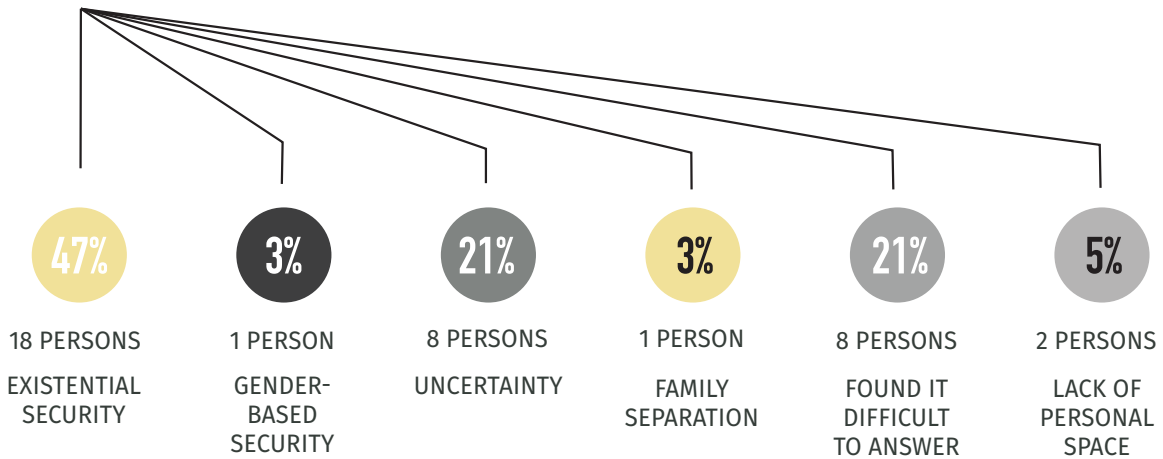 47%
18 PERSONS
EXISTENTIAL
SECURITY
3%
1 PERSON
GENDER-
BASED
SECURITY
21%
8 PERSONS
UNCERTAINTY
3%
1 PERSON
FAMILY
SEPARATION
21%
8 PERSONS
FOUND IT
DIFFICULT
TO ANSWER
5%
2 PERSONS
LACK OF
PERSONAL
SPACE